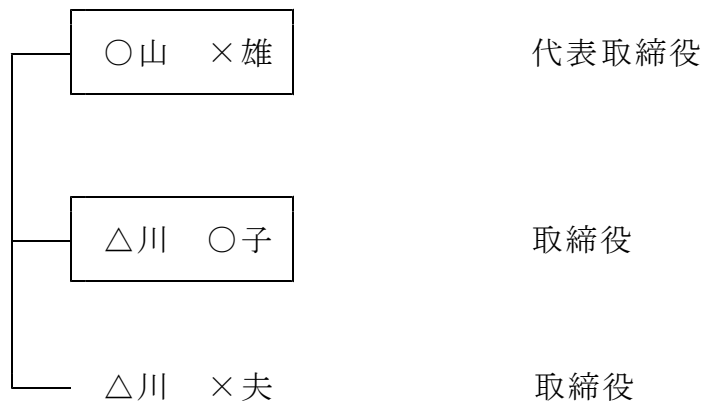 ○山　×雄　代表取締役
△川　○子　取締役
△川　×夫　取締役